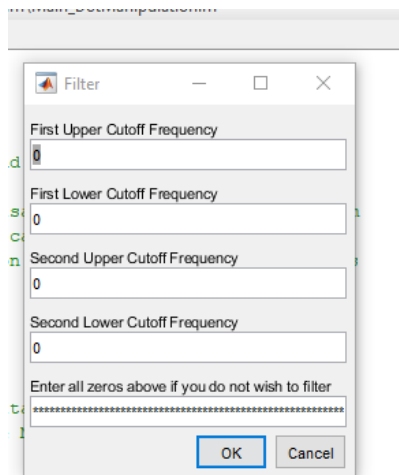 Main_DotManipulation.m
Filter
First Upper Cutoff Frequency
0
First Lower Cutoff Frequency
0
Second Upper Cutoff Frequency
0
Second Lower Cutoff Frequency
0
Enter all zeros above if you do not wish to filter
************************************************************
OK Cancel